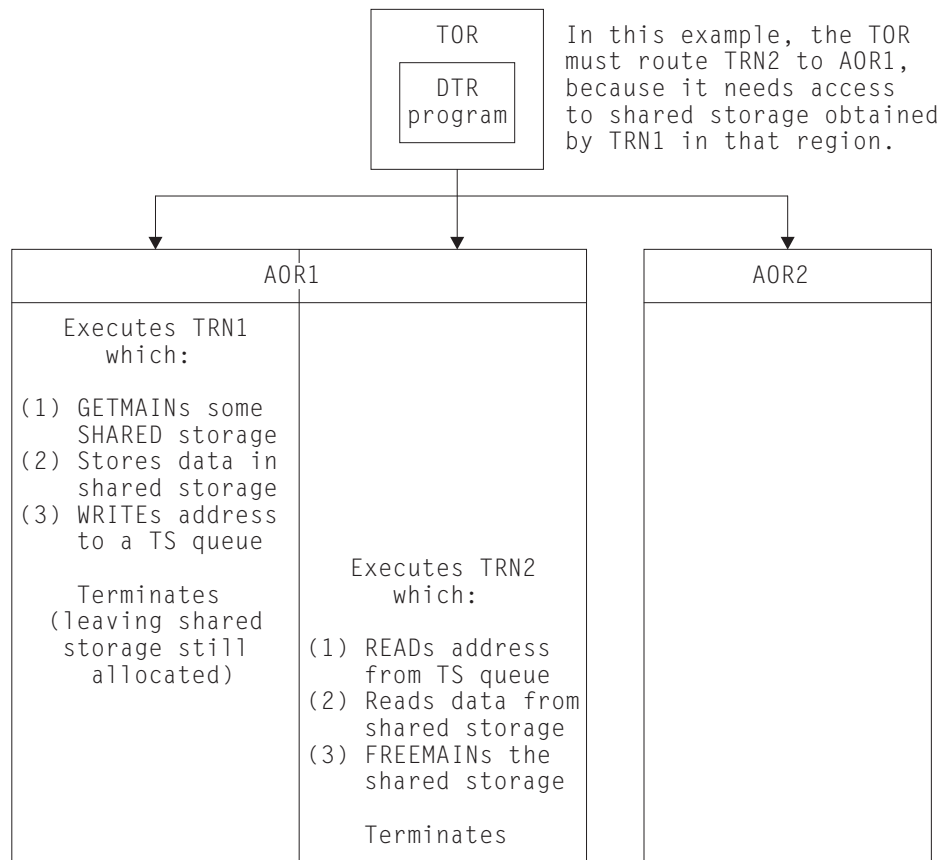 TOR
DTR
program
In this example, the TOR
must route TRN2 to AOR1,
because it needs access
to shared storage obtained
by TRN1 in that region.
AOR1
AOR2
Executes TRN1
which:
(1) GETMAINs some
SHARED storage
(2) Stores data in
shared storage
(3) WRITEs address
to a TS queue
Terminates
(leaving shared
storage still
allocated)
Executes TRN2
which:
(1) READs address
from TS queue
(2) Reads data from
shared storage
(3) FREEMAINs the
shared storage
Terminates